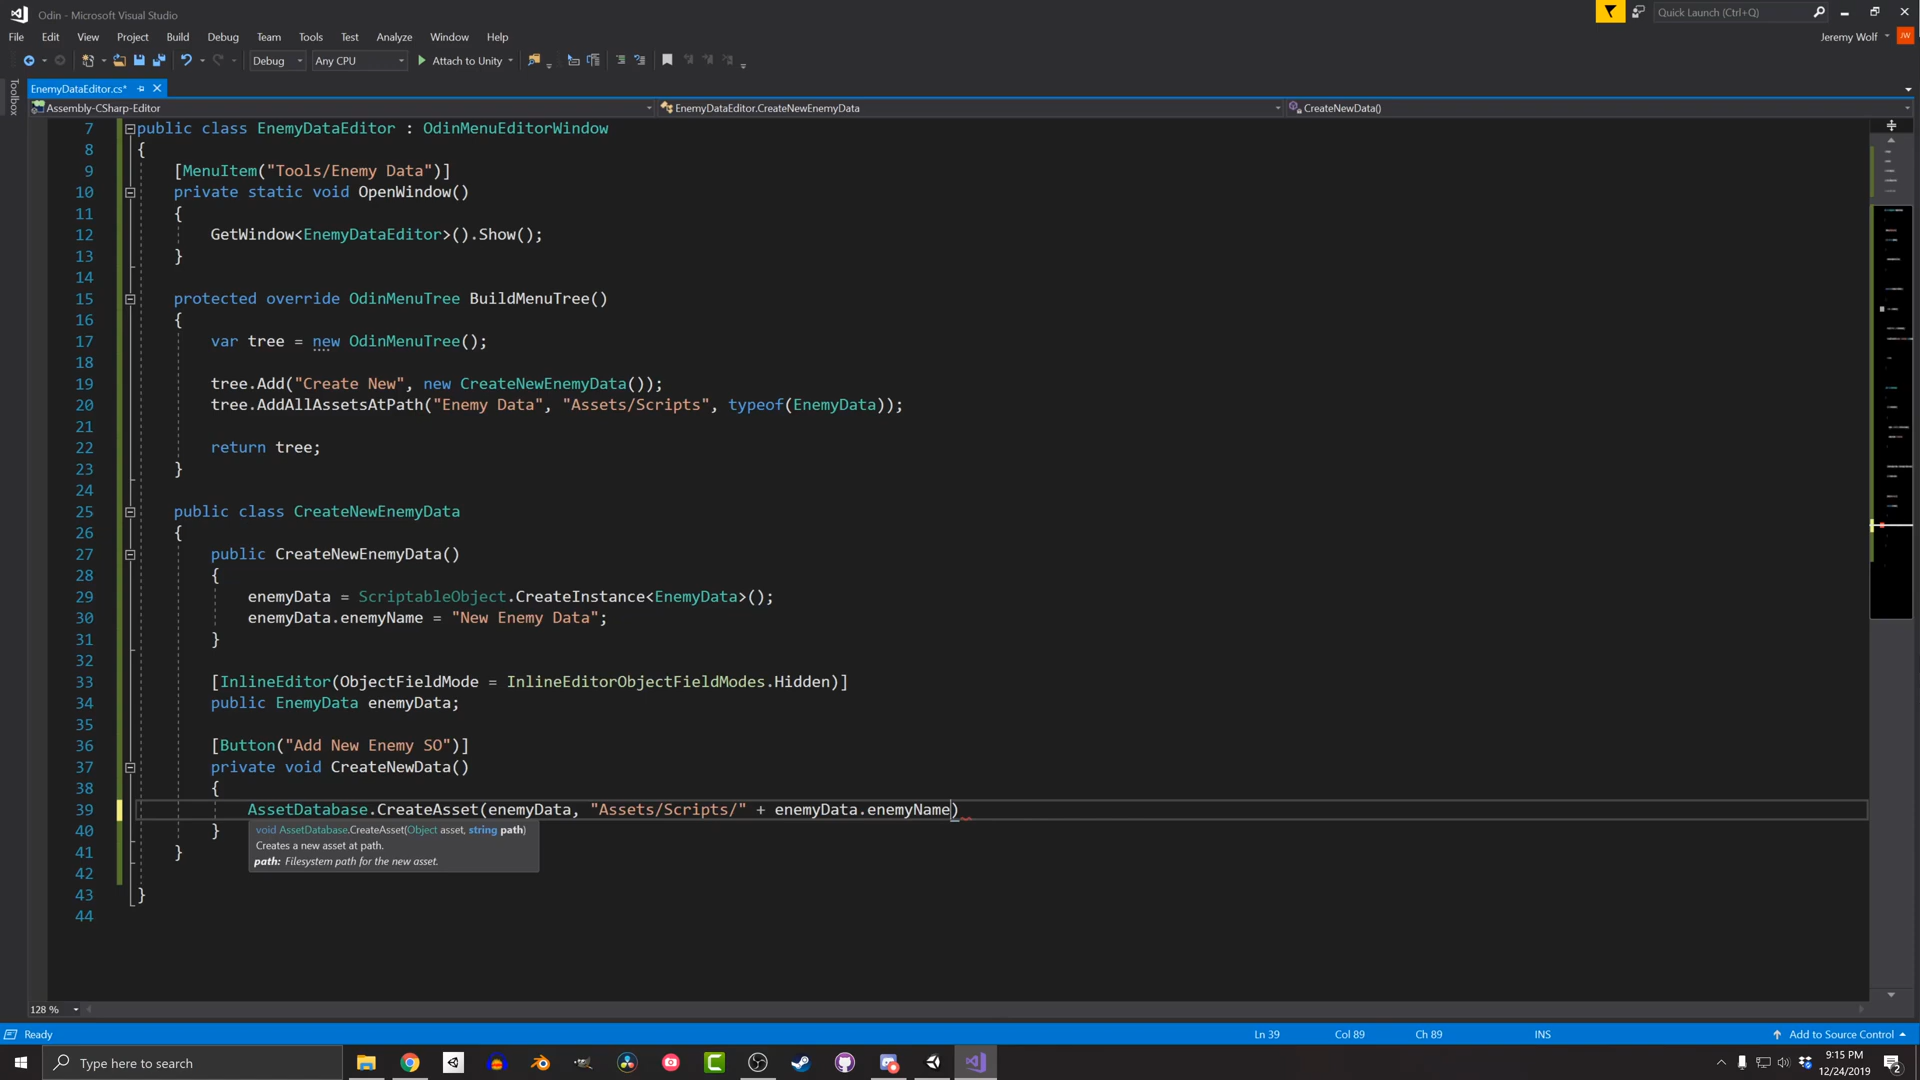 Odin - Microsoft Visual Studio
Quick Launch (Ctrl+Q)
File Edit View Project Build Debug Team Tools Test Analyze Window Help
Jeremy Wolf JW
Debug Any CPU Attach to Unity
Toolbox
EnemyDataEditor.cs*
Assembly-CSharp-Editor EnemyDataEditor.CreateNewEnemyData CreateNewData()
7 public class EnemyDataEditor : OdinMenuEditorWindow
8 {
9 [MenuItem("Tools/Enemy Data")]
10 private static void OpenWindow()
11 {
12 GetWindow<EnemyDataEditor>().Show();
13 }
14
15 protected override OdinMenuTree BuildMenuTree()
16 {
17 var tree = new OdinMenuTree();
18
19 tree.Add("Create New", new CreateNewEnemyData());
20 tree.AddAllAssetsAtPath("Enemy Data", "Assets/Scripts", typeof(EnemyData));
21
22 return tree;
23 }
24
25 public class CreateNewEnemyData
26 {
27 public CreateNewEnemyData()
28 {
29 enemyData = ScriptableObject.CreateInstance<EnemyData>();
30 enemyData.enemyName = "New Enemy Data";
31 }
32
33 [InlineEditor(ObjectFieldMode = InlineEditorObjectFieldModes.Hidden)]
34 public EnemyData enemyData;
35
36 [Button("Add New Enemy SO")]
37 private void CreateNewData()
38 {
39 AssetDatabase.CreateAsset(enemyData, "Assets/Scripts/" + enemyData.enemyName)
40 }
void AssetDatabase.CreateAsset(Object asset, string path)
Creates a new asset at path.
path: Filesystem path for the new asset.
41 }
42
43 }
44
128 %
Ready Ln 39 Col 89 Ch 89 INS Add to Source Control
Type here to search
9:15 PM
12/24/2019
2